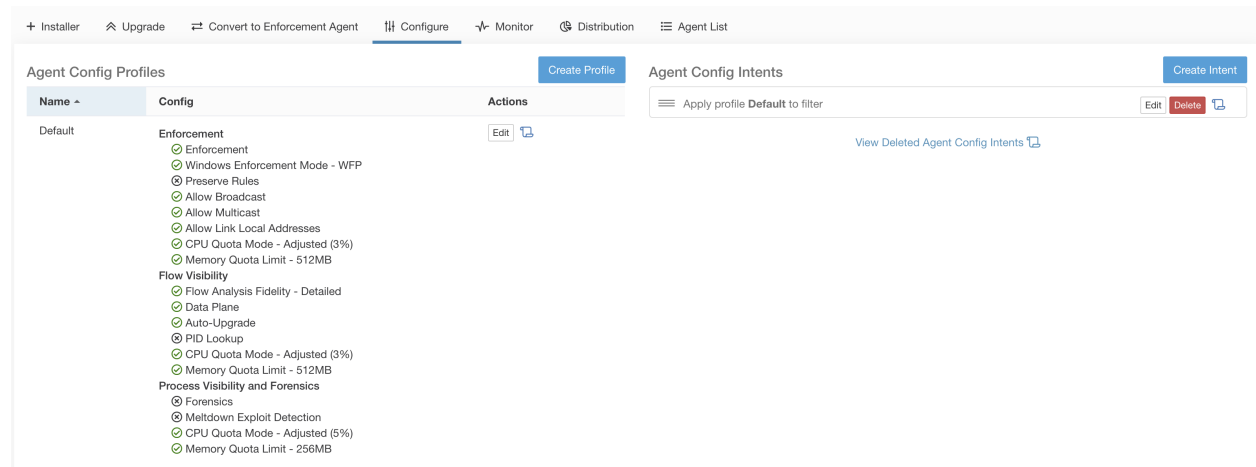 Installer
Upgrade
Convert to Enforcement Agent
Configure
Monitor
Distribution
Agent List
Agent Config Profiles
Create Profile
Name
Config
Actions
Default
Enforcement
Edit
Enforcement
Windows Enforcement Mode - WFP
Preserve Rules
Allow Broadcast
Allow Multicast
Allow Link Local Addresses
CPU Quota Mode - Adjusted (3%)
Memory Quota Limit - 512MB
Flow Visibility
Flow Analysis Fidelity - Detailed
Data Plane
Auto-Upgrade
PID Lookup
CPU Quota Mode - Adjusted (3%)
Memory Quota Limit - 512MB
Process Visibility and Forensics
Forensics
Meltdown Exploit Detection
CPU Quota Mode - Adjusted (5%)
Memory Quota Limit - 256MB
Agent Config Intents
Create Intent
Apply profile Default to filter
Edit
Delete
View Deleted Agent Config Intents